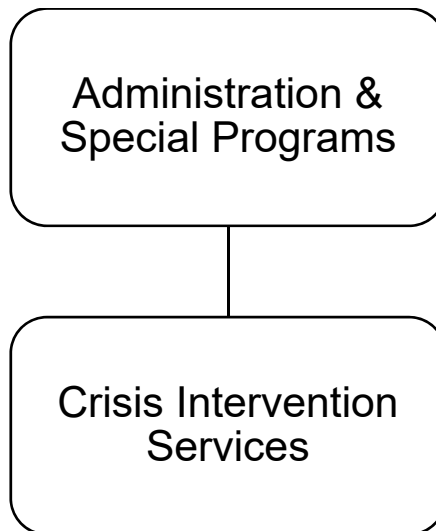 Administration &
Special Programs
Crisis Intervention
Services